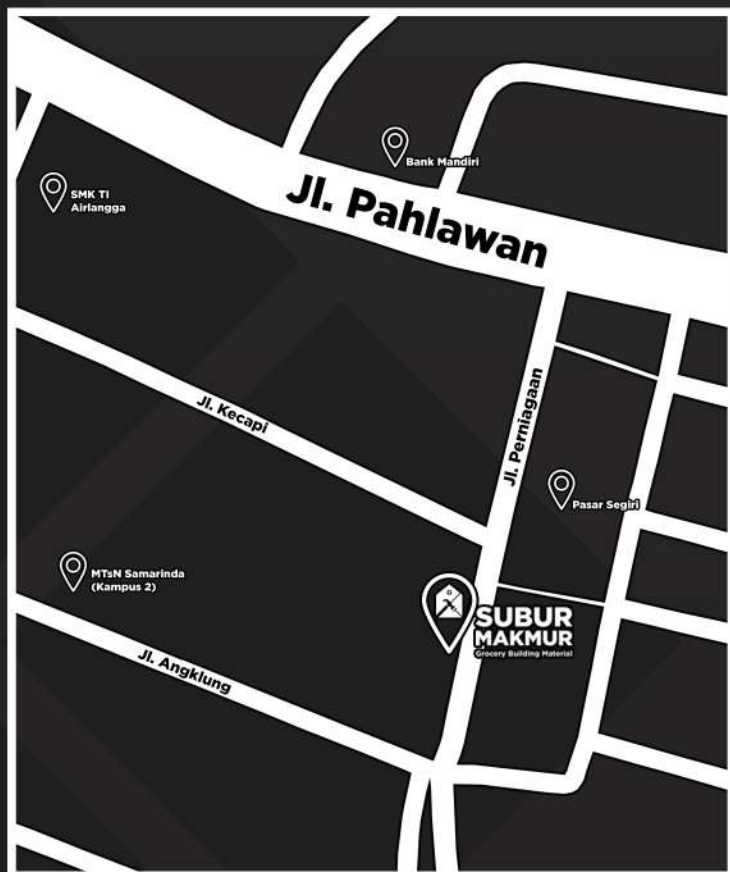 Bank Mandiri
SMK TI
Airlangga
Jl. Pahlawan
Jl. Kecapi
Jl. Perniagaan
Pasar Segiri
MTsN Samarinda
(Kampus 2)
SUBUR
MAKMUR
Grocery Building Material
Jl. Angklung